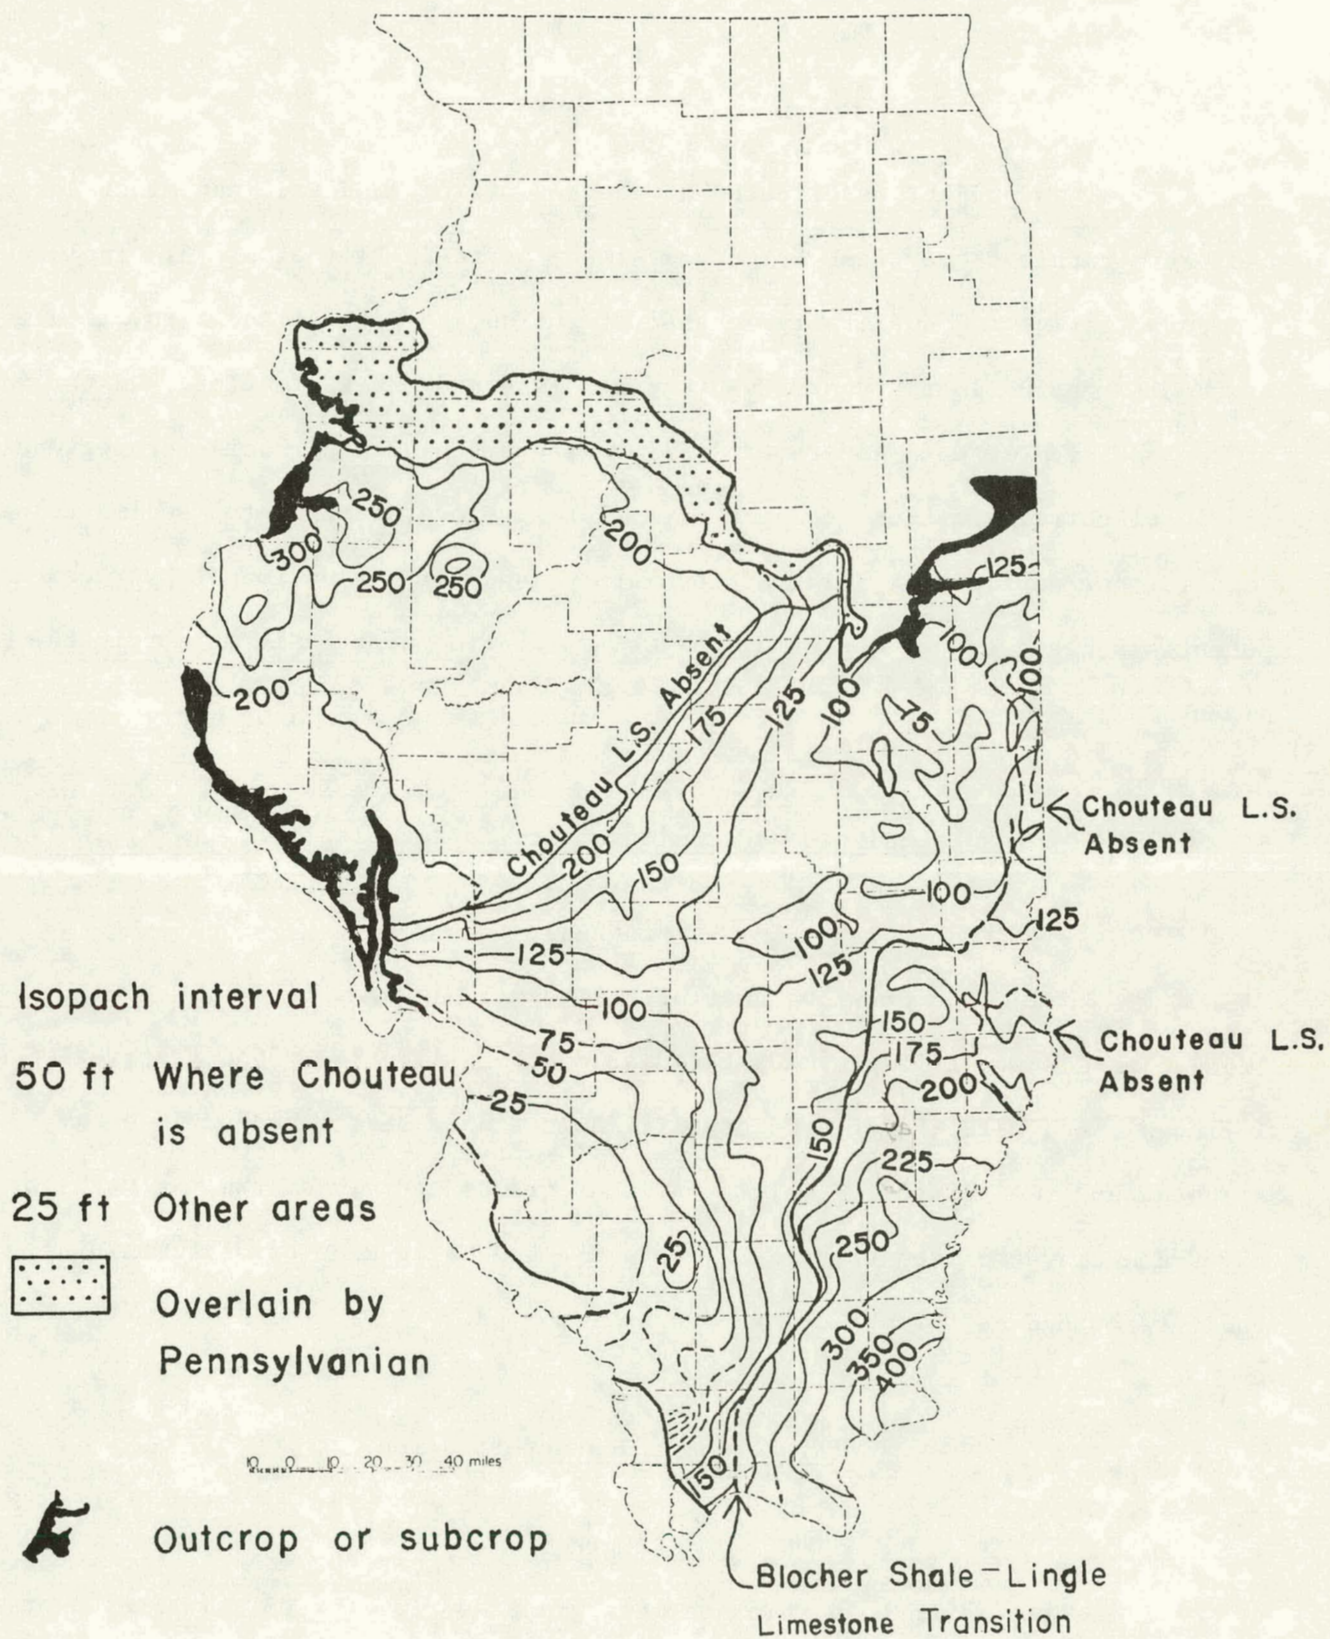 250
300
250
250
200
125
100
100
200
Chouteau L.S. Absent
175
125
100
75
Chouteau L.S.
Absent
200
150
100
125
100
125
125
100
75
50
25
150
175
200
Chouteau L.S.
Absent
150
225
250
25
300
350
400
150
Isopach interval
50 ft Where Chouteau
is absent
25 ft Other areas
Overlain by
Pennsylvanian
10 0 10 20 30 40 miles
Outcrop or subcrop
Blocher Shale-Lingle
Limestone Transition